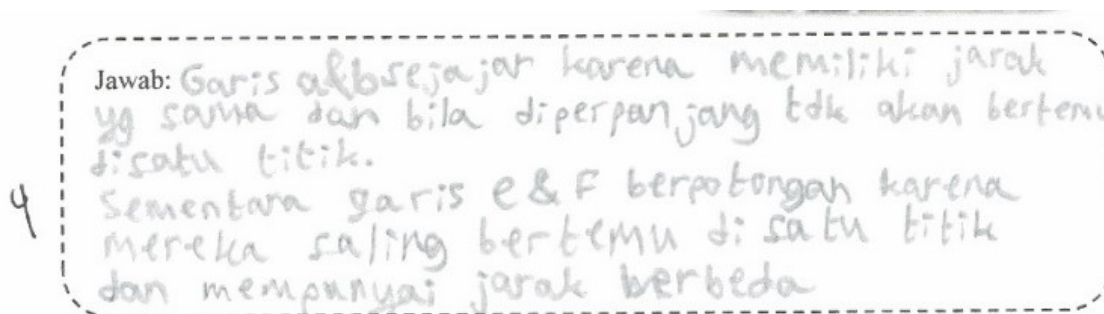 Jawab: Garis a&b sejajar karena memiliki jarak
yg sama dan bila diperpanjang tdk akan bertemu
disatu titik.
4
Sementara garis e & F berpotongan karena
mereka saling bertemu di satu titik
dan mempunyai jarak berbeda